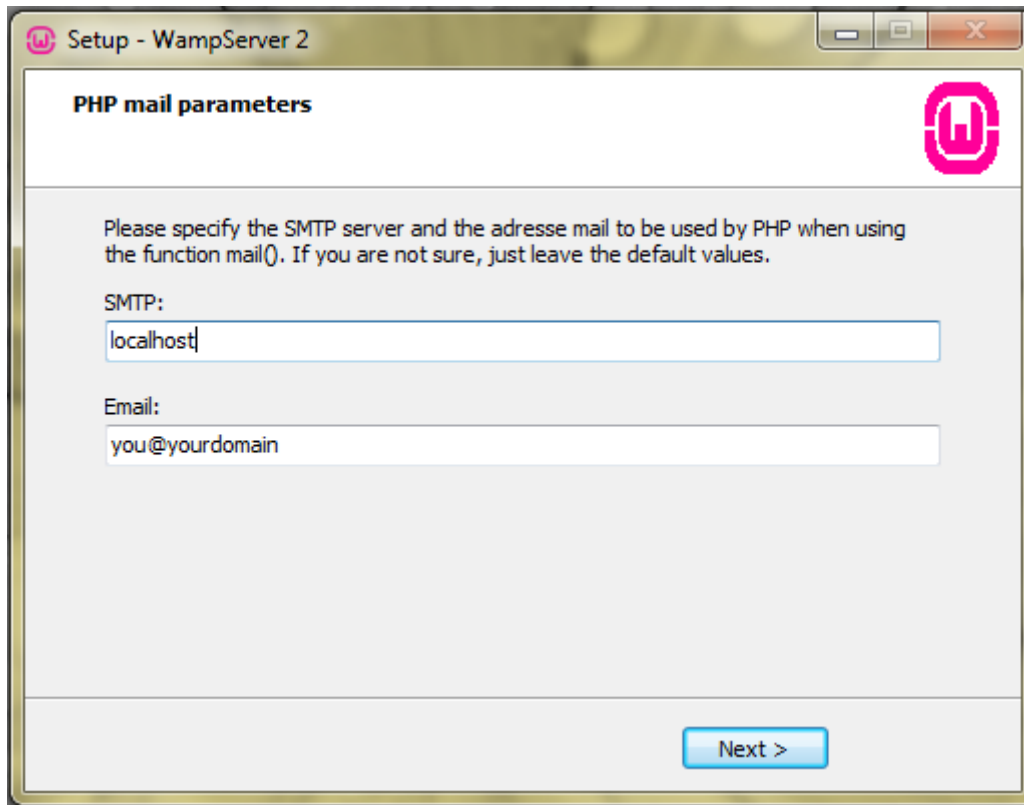 Setup - WampServer 2
PHP mail parameters
Please specify the SMTP server and the adresse mail to be used by PHP when using
the function mail(). If you are not sure, just leave the default values.
SMTP:
localhost
Email:
you@yourdomain
Next >